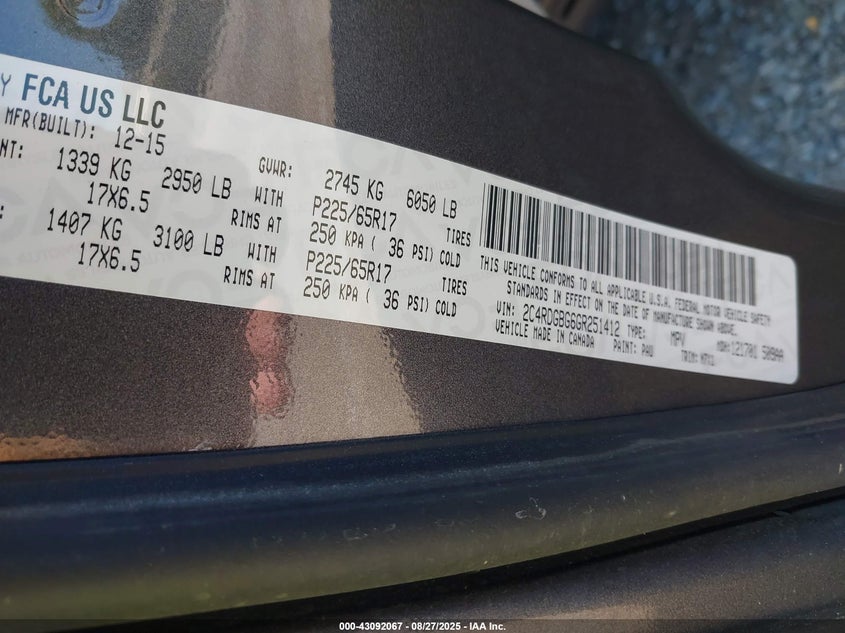 Y FCA US LLC
MFR(BUILT): 12-15
GVWR: 2745 KG 6050 LB
NT: 1339 KG 2950 LB WITH P225/65R17 TIRES
17X6.5 RIMS AT 250 KPA ( 36 PSI) COLD
: 1407 KG 3100 LB WITH P225/65R17 TIRES
17X6.5 RIMS AT 250 KPA ( 36 PSI) COLD
THIS VEHICLE CONFORMS TO ALL APPLICABLE U.S.A. FEDERAL MOTOR VEHICLE SAFETY
STANDARDS IN EFFECT ON THE DATE OF MANUFACTURE SHOWN ABOVE.
VIN: 2C4RDGBG6GR251412 TYPE: MPV
VEHICLE MADE IN CANADA PAINT: PAU TRIM: MDH:121701
000-43092067 - 08/27/2025 - IAA Inc.